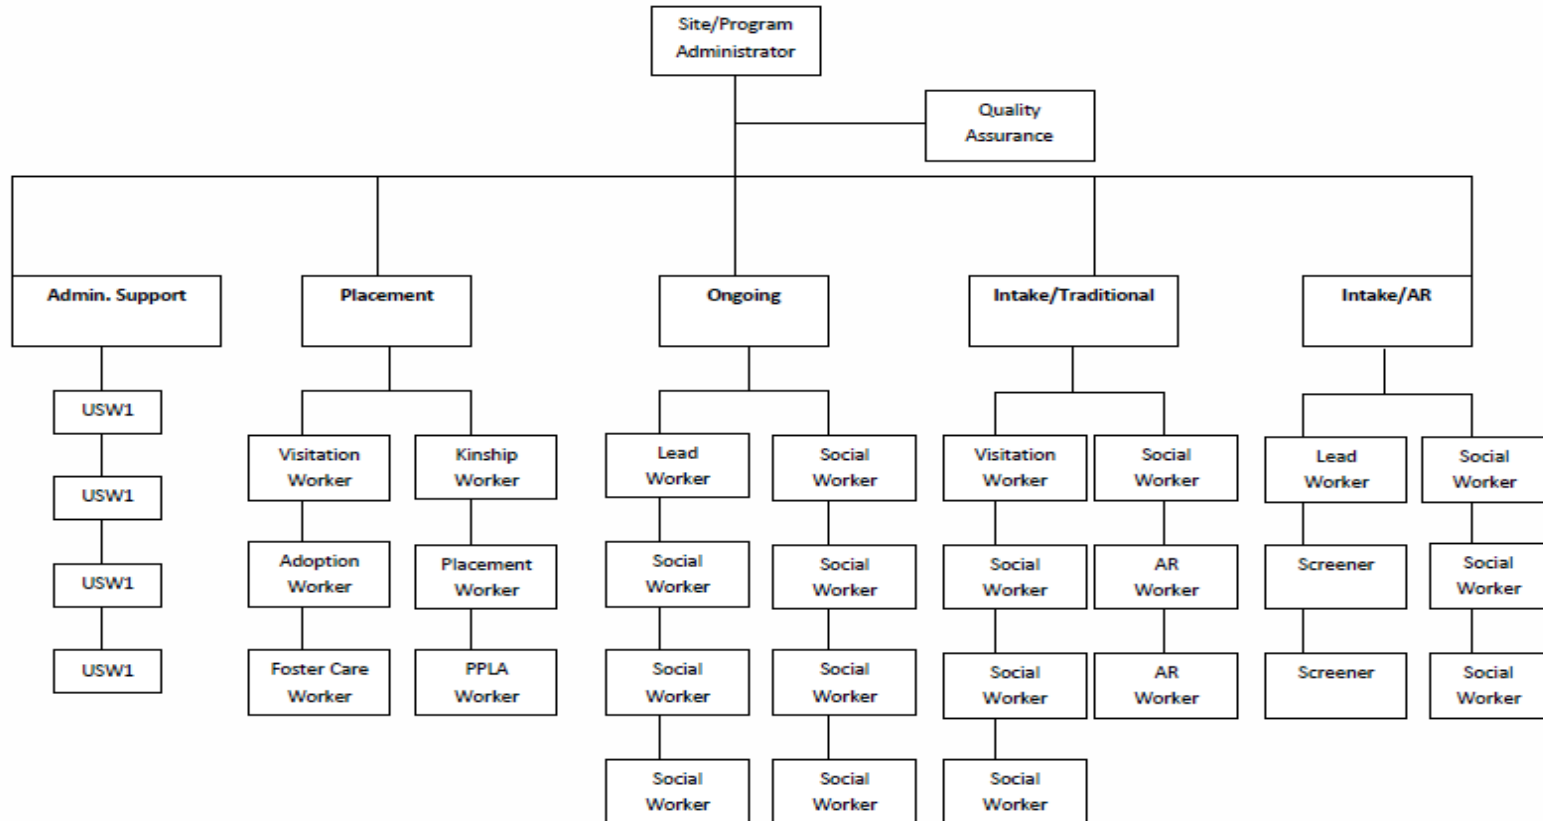 Site/Program
Administrator
Quality
Assurance
Admin. Support
Placement
Ongoing
Intake/Traditional
Intake/AR
USW1
USW1
USW1
USW1
Visitation
Worker
Adoption
Worker
Foster Care
Worker
Kinship
Worker
Placement
Worker
PPLA
Worker
Lead
Worker
Social
Worker
Social
Worker
Social
Worker
Social
Worker
Social
Worker
Social
Worker
Social
Worker
Visitation
Worker
Social
Worker
Social
Worker
Social
Worker
Social
Worker
AR
Worker
AR
Worker
Lead
Worker
Screener
Screener
Social
Worker
Social
Worker
Social
Worker